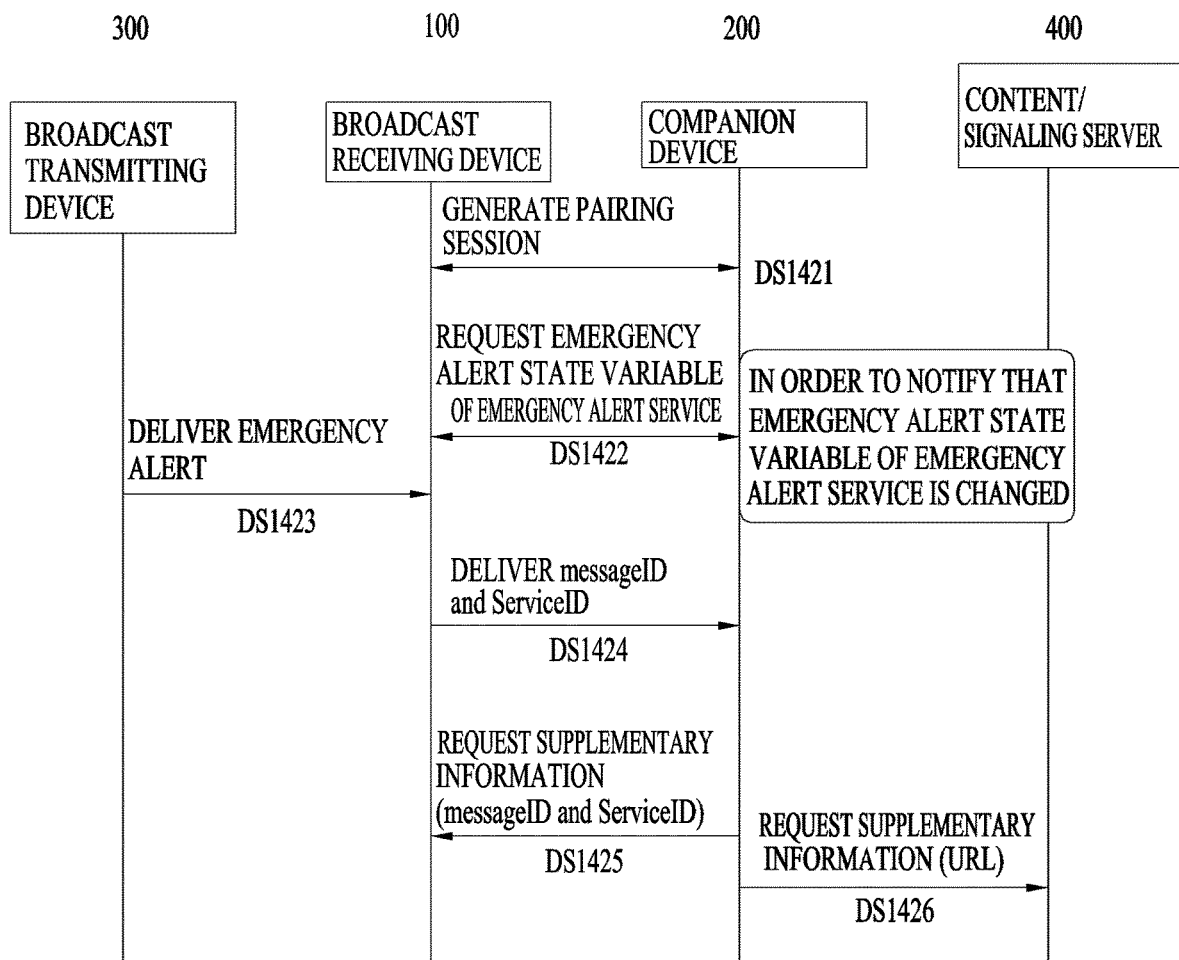 300
100
200
400
BROADCAST
TRANSMITTING
DEVICE
BROADCAST
RECEIVING DEVICE
COMPANION
DEVICE
CONTENT/
SIGNALING SERVER
GENERATE PAIRING
SESSION
DS1421
REQUEST EMERGENCY
ALERT STATE VARIABLE
OF EMERGENCY ALERT SERVICE
DS1422
IN ORDER TO NOTIFY THAT
EMERGENCY ALERT STATE
VARIABLE OF EMERGENCY
ALERT SERVICE IS CHANGED
DELIVER EMERGENCY
ALERT
DS1423
DELIVER messageID
and ServiceID
DS1424
REQUEST SUPPLEMENTARY
INFORMATION
(messageID and ServiceID)
DS1425
REQUEST SUPPLEMENTARY
INFORMATION (URL)
DS1426